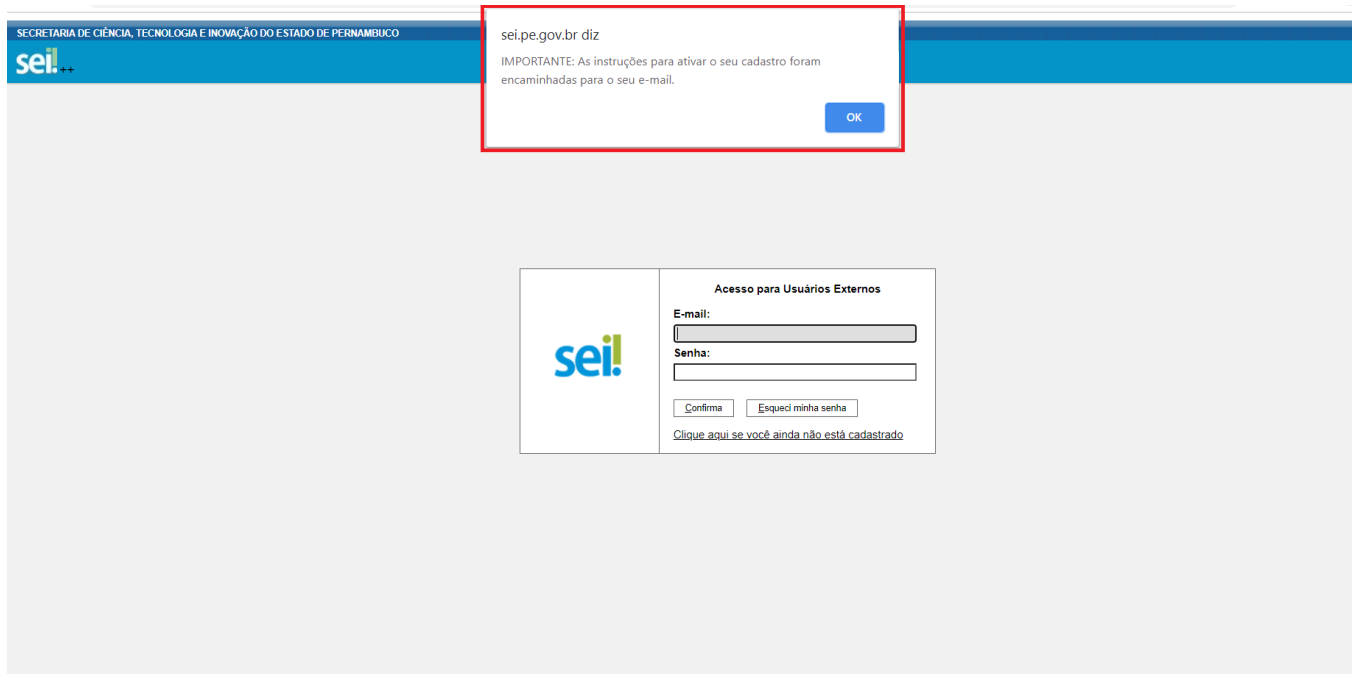 SECRETARIA DE CIÊNCIA, TECNOLOGIA E INOVAÇÃO DO ESTADO DE PERNAMBUCO
sei!++
sei.pe.gov.br diz
IMPORTANTE: As instruções para ativar o seu cadastro foram
encaminhadas para o seu e-mail.
OK
sei!
Acesso para Usuários Externos
E-mail:
Senha:
Confirma Esqueci minha senha
Clique aqui se você ainda não está cadastrado